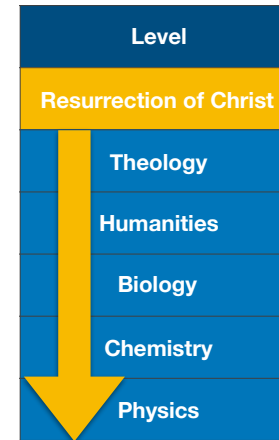 Level
Resurrection of Christ
Theology
Humanities
Biology
Chemistry
Physics